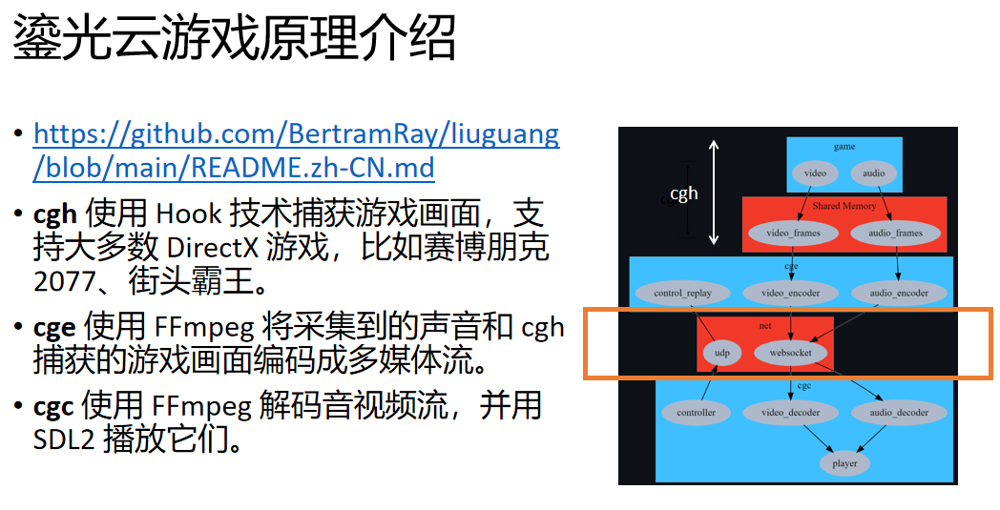 鎏光云游戏原理介绍
• https://github.com/BertramRay/liuguang
/blob/main/README.zh-CN.md
• cgh 使用 Hook 技术捕获游戏画面，支
持大多数 DirectX 游戏，比如赛博朋克
2077、街头霸王。
• cge 使用 FFmpeg 将采集到的声音和 cgh
捕获的游戏画面编码成多媒体流。
• cgc 使用 FFmpeg 解码音视频流，并用
SDL2 播放它们。
game
video audio
cgh
Shared Memory
video_frames audio_frames
cge
control_replay video_encoder audio_encoder
net
udp websocket
cgc
controller video_decoder audio_decoder
player